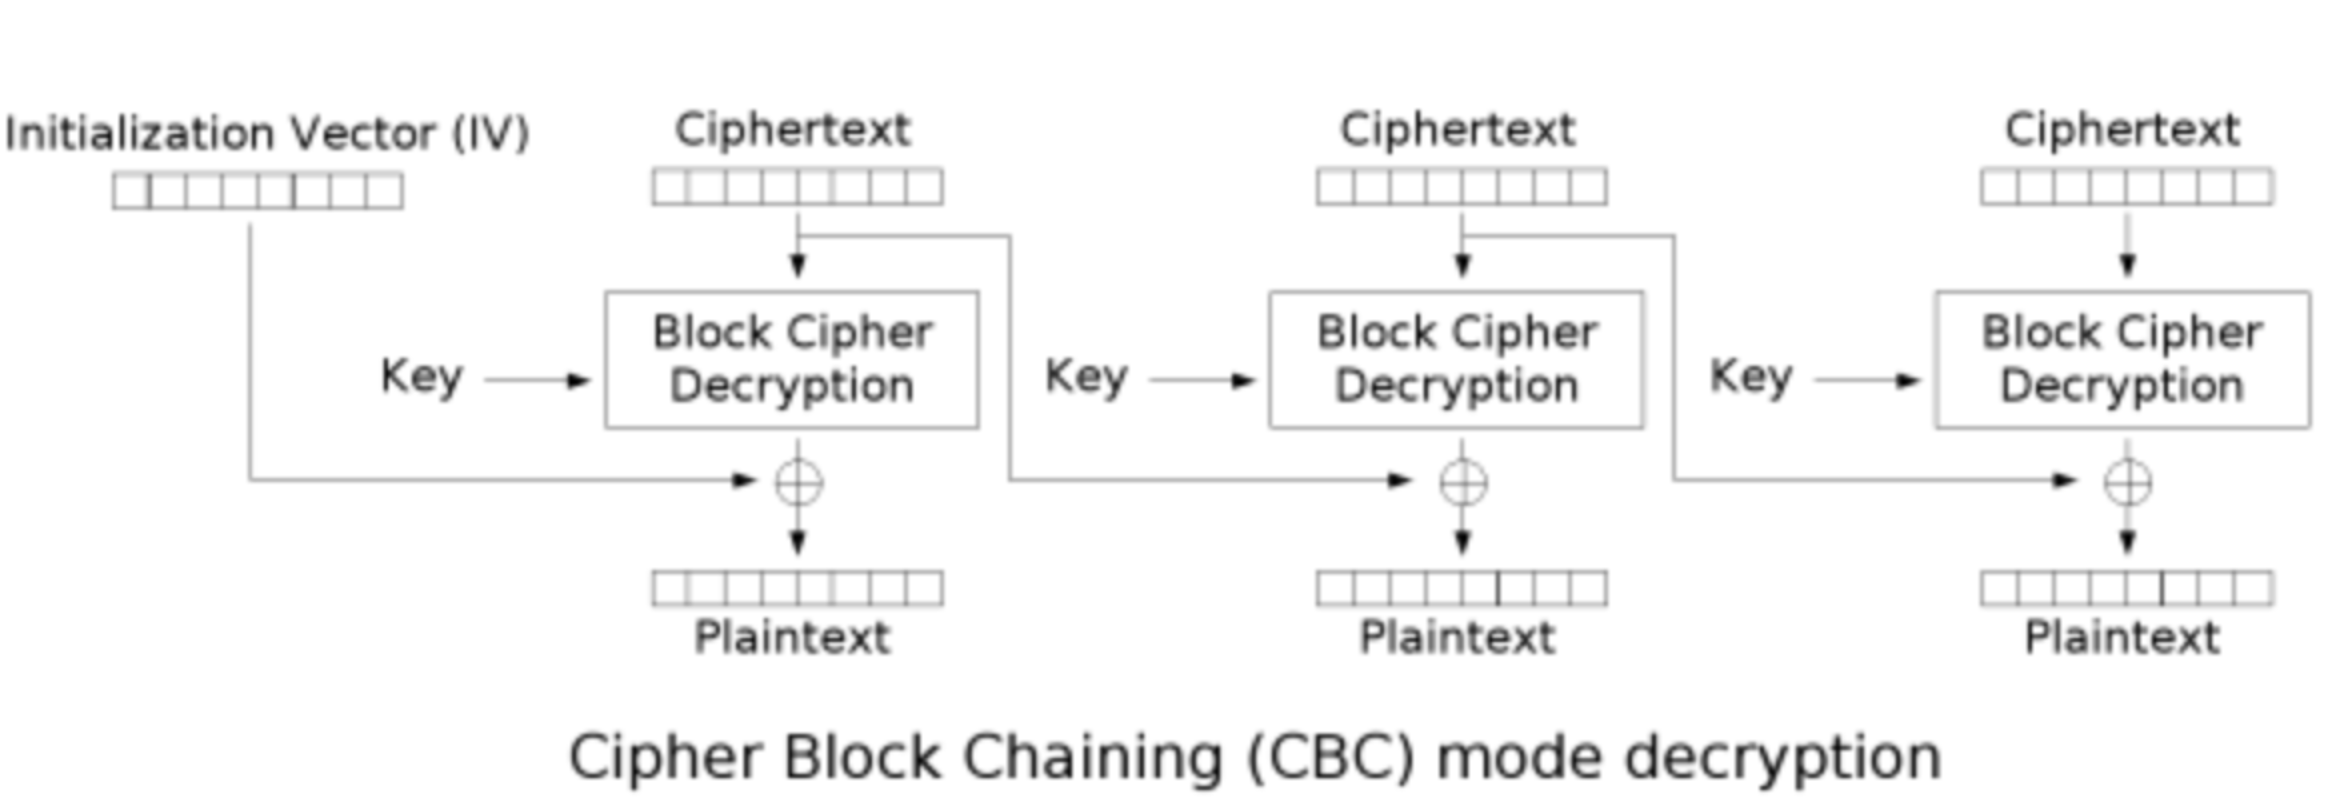 Initialization Vector (IV)
Ciphertext
Ciphertext
Ciphertext
Key
Block Cipher
Decryption
Key
Block Cipher
Decryption
Key
Block Cipher
Decryption
Plaintext
Plaintext
Plaintext
Cipher Block Chaining (CBC) mode decryption